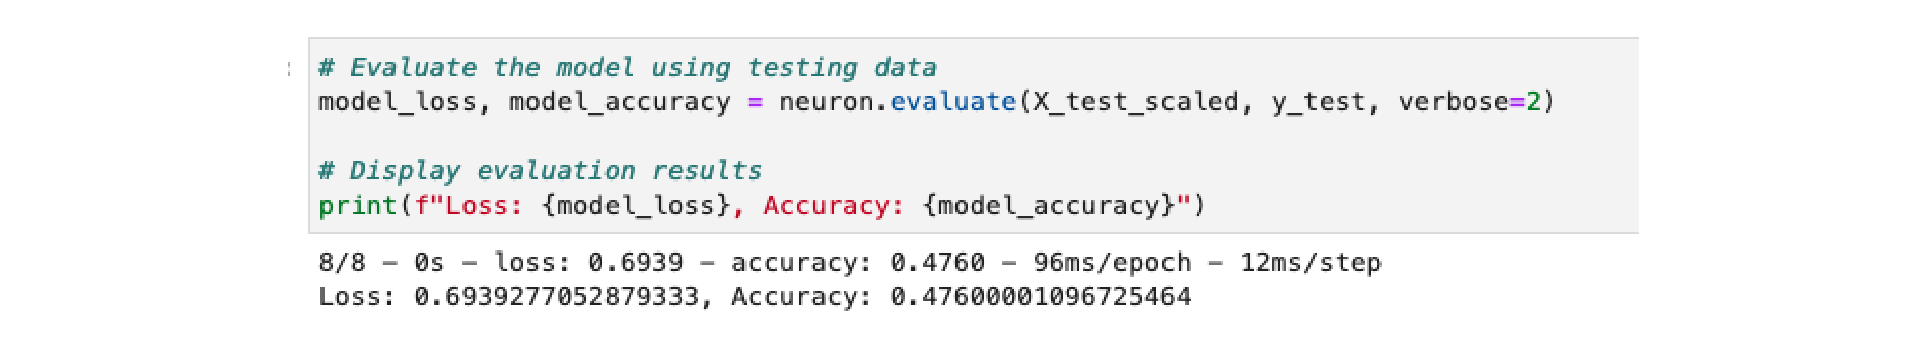 # Evaluate the model using testing data
model_loss, model_accuracy = neuron.evaluate(X_test_scaled, y_test, verbose=2)
# Display evaluation results
print(f"Loss: {model_loss}, Accuracy: {model_accuracy}")
8/8 - 0s - loss: 0.6939 - accuracy: 0.4760 - 96ms/epoch - 12ms/step
Loss: 0.6939277052879333, Accuracy: 0.47600001096725464